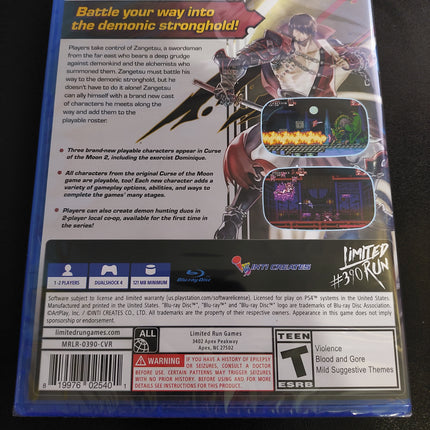 Battle your way into
the demonic stronghold!
Players take control of Zangetsu, a swordsman
from the far east who bears a deep grudge
against demonkind and the alchemists who
summoned them. Zangetsu must battle his
way to the demonic stronghold, but he
doesn't have to do it alone! Zangetsu
can ally himself with a brand new cast
of characters he meets along the
way and add them to the
playable roster:
• Three brand-new playable characters appear in Curse
of the Moon 2, including the exorcist Dominique.
• All characters from the original Curse of the Moon
game are playable, too! Each new character adds a
variety of gameplay options, abilities, and ways to
complete the games' many stages.
• Players can also create demon hunting duos in
2-player local co-op, available for the first time in
the series!
LIMITED
RUN
#390
1-2 PLAYERS
DUALSHOCK 4
121 MB MINIMUM
Blu-ray Disc
INTI CREATES
Software subject to license and limited warranty (us.playstation.com/softwarelicense). Licensed for play on PS4™ systems in the United States.
Manufactured and printed in the United States. "Blu-ray Disc™", "Blu-ray™" and "Blu-ray Disc™" logo are trademarks of Blu-ray Disc Association.
©ArtPlay, Inc. / ©INTI CREATES CO., LTD. All trademarks are the property of their respective owners. Appearance in this game does not imply
sponsorship or endorsement.
limitedrungames.com
MRLR-0390-CVR
8 19976 02540 1
ALL
Limited Run Games
3402 Apex Peakway
Apex, NC 27502
WARNING
IF YOU HAVE A HISTORY OF EPILEPSY
OR SEIZURES, CONSULT A DOCTOR
BEFORE USE. CERTAIN PATTERNS MAY TRIGGER SEIZURES
WITH NO PRIOR HISTORY. BEFORE USING AND FOR MORE
DETAILS SEE INSTRUCTIONS FOR USE.
TEEN
T
ESRB
Violence
Blood and Gore
Mild Suggestive Themes